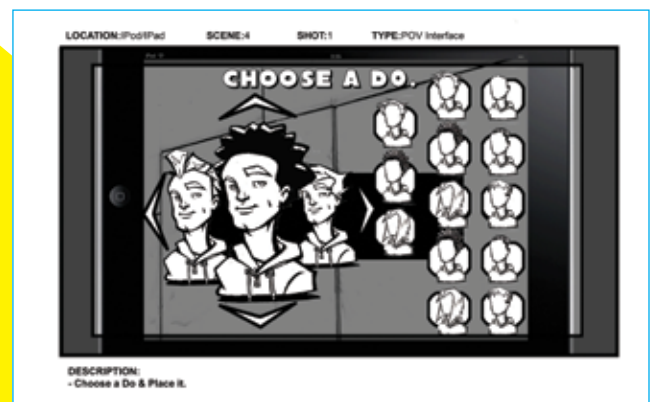 LOCATION:iPod/iPad SCENE:4 SHOT:1 TYPE:POV Interface
CHOOSE A DO.
DESCRIPTION:
- Choose a Do & Place it.